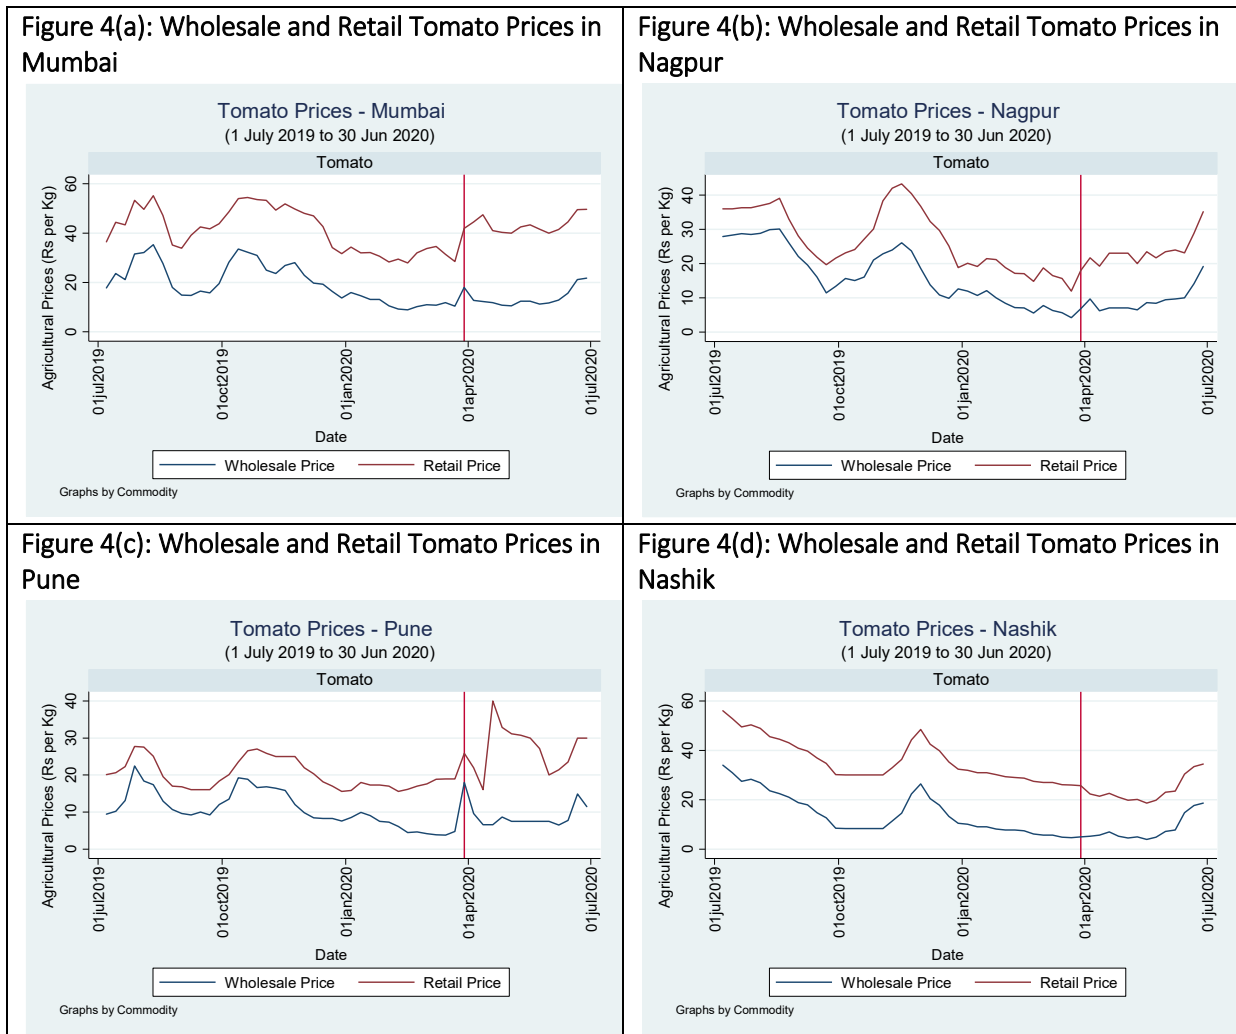 Figure 4(a): Wholesale and Retail Tomato Prices in
Mumbai
Tomato Prices - Mumbai
(1 July 2019 to 30 Jun 2020)
Tomato
Agricultural Prices (Rs per Kg)
60
40
20
0
01jul2019
01oct2019
01jan2020
01apr2020
01jul2020
Date
Wholesale Price
Retail Price
Graphs by Commodity
Figure 4(b): Wholesale and Retail Tomato Prices in
Nagpur
Tomato Prices - Nagpur
(1 July 2019 to 30 Jun 2020)
Tomato
Agricultural Prices (Rs per Kg)
40
30
20
10
0
01jul2019
01oct2019
01jan2020
01apr2020
01jul2020
Date
Wholesale Price
Retail Price
Graphs by Commodity
Figure 4(c): Wholesale and Retail Tomato Prices in
Pune
Tomato Prices - Pune
(1 July 2019 to 30 Jun 2020)
Tomato
Agricultural Prices (Rs per Kg)
40
30
20
10
0
01jul2019
01oct2019
01jan2020
01apr2020
01jul2020
Date
Wholesale Price
Retail Price
Graphs by Commodity
Figure 4(d): Wholesale and Retail Tomato Prices in
Nashik
Tomato Prices - Nashik
(1 July 2019 to 30 Jun 2020)
Tomato
Agricultural Prices (Rs per Kg)
60
40
20
0
01jul2019
01oct2019
01jan2020
01apr2020
01jul2020
Date
Wholesale Price
Retail Price
Graphs by Commodity